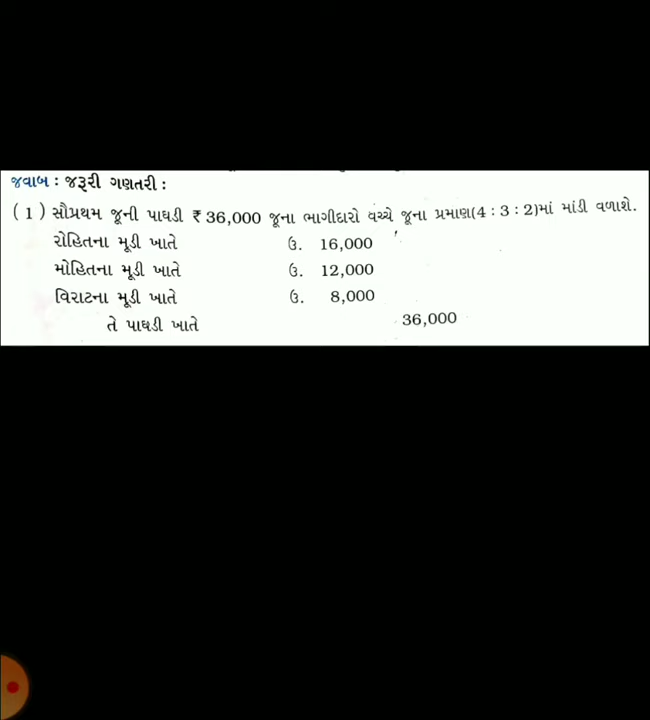 જવાબ : જરૂરી ગણતરી :
( 1 ) સૌપ્રથમ જૂની પાઘડી ₹ 36,000 જૂના ભાગીદારો વચ્ચે જૂના પ્રમાણ(4 : 3 : 2)માં માંડી વળાશે.
રોહિતના મૂડી ખાતે ઉ. 16,000
મોહિતના મૂડી ખાતે ઉ. 12,000
વિરાટના મૂડી ખાતે ઉ. 8,000
તે પાઘડી ખાતે 36,000